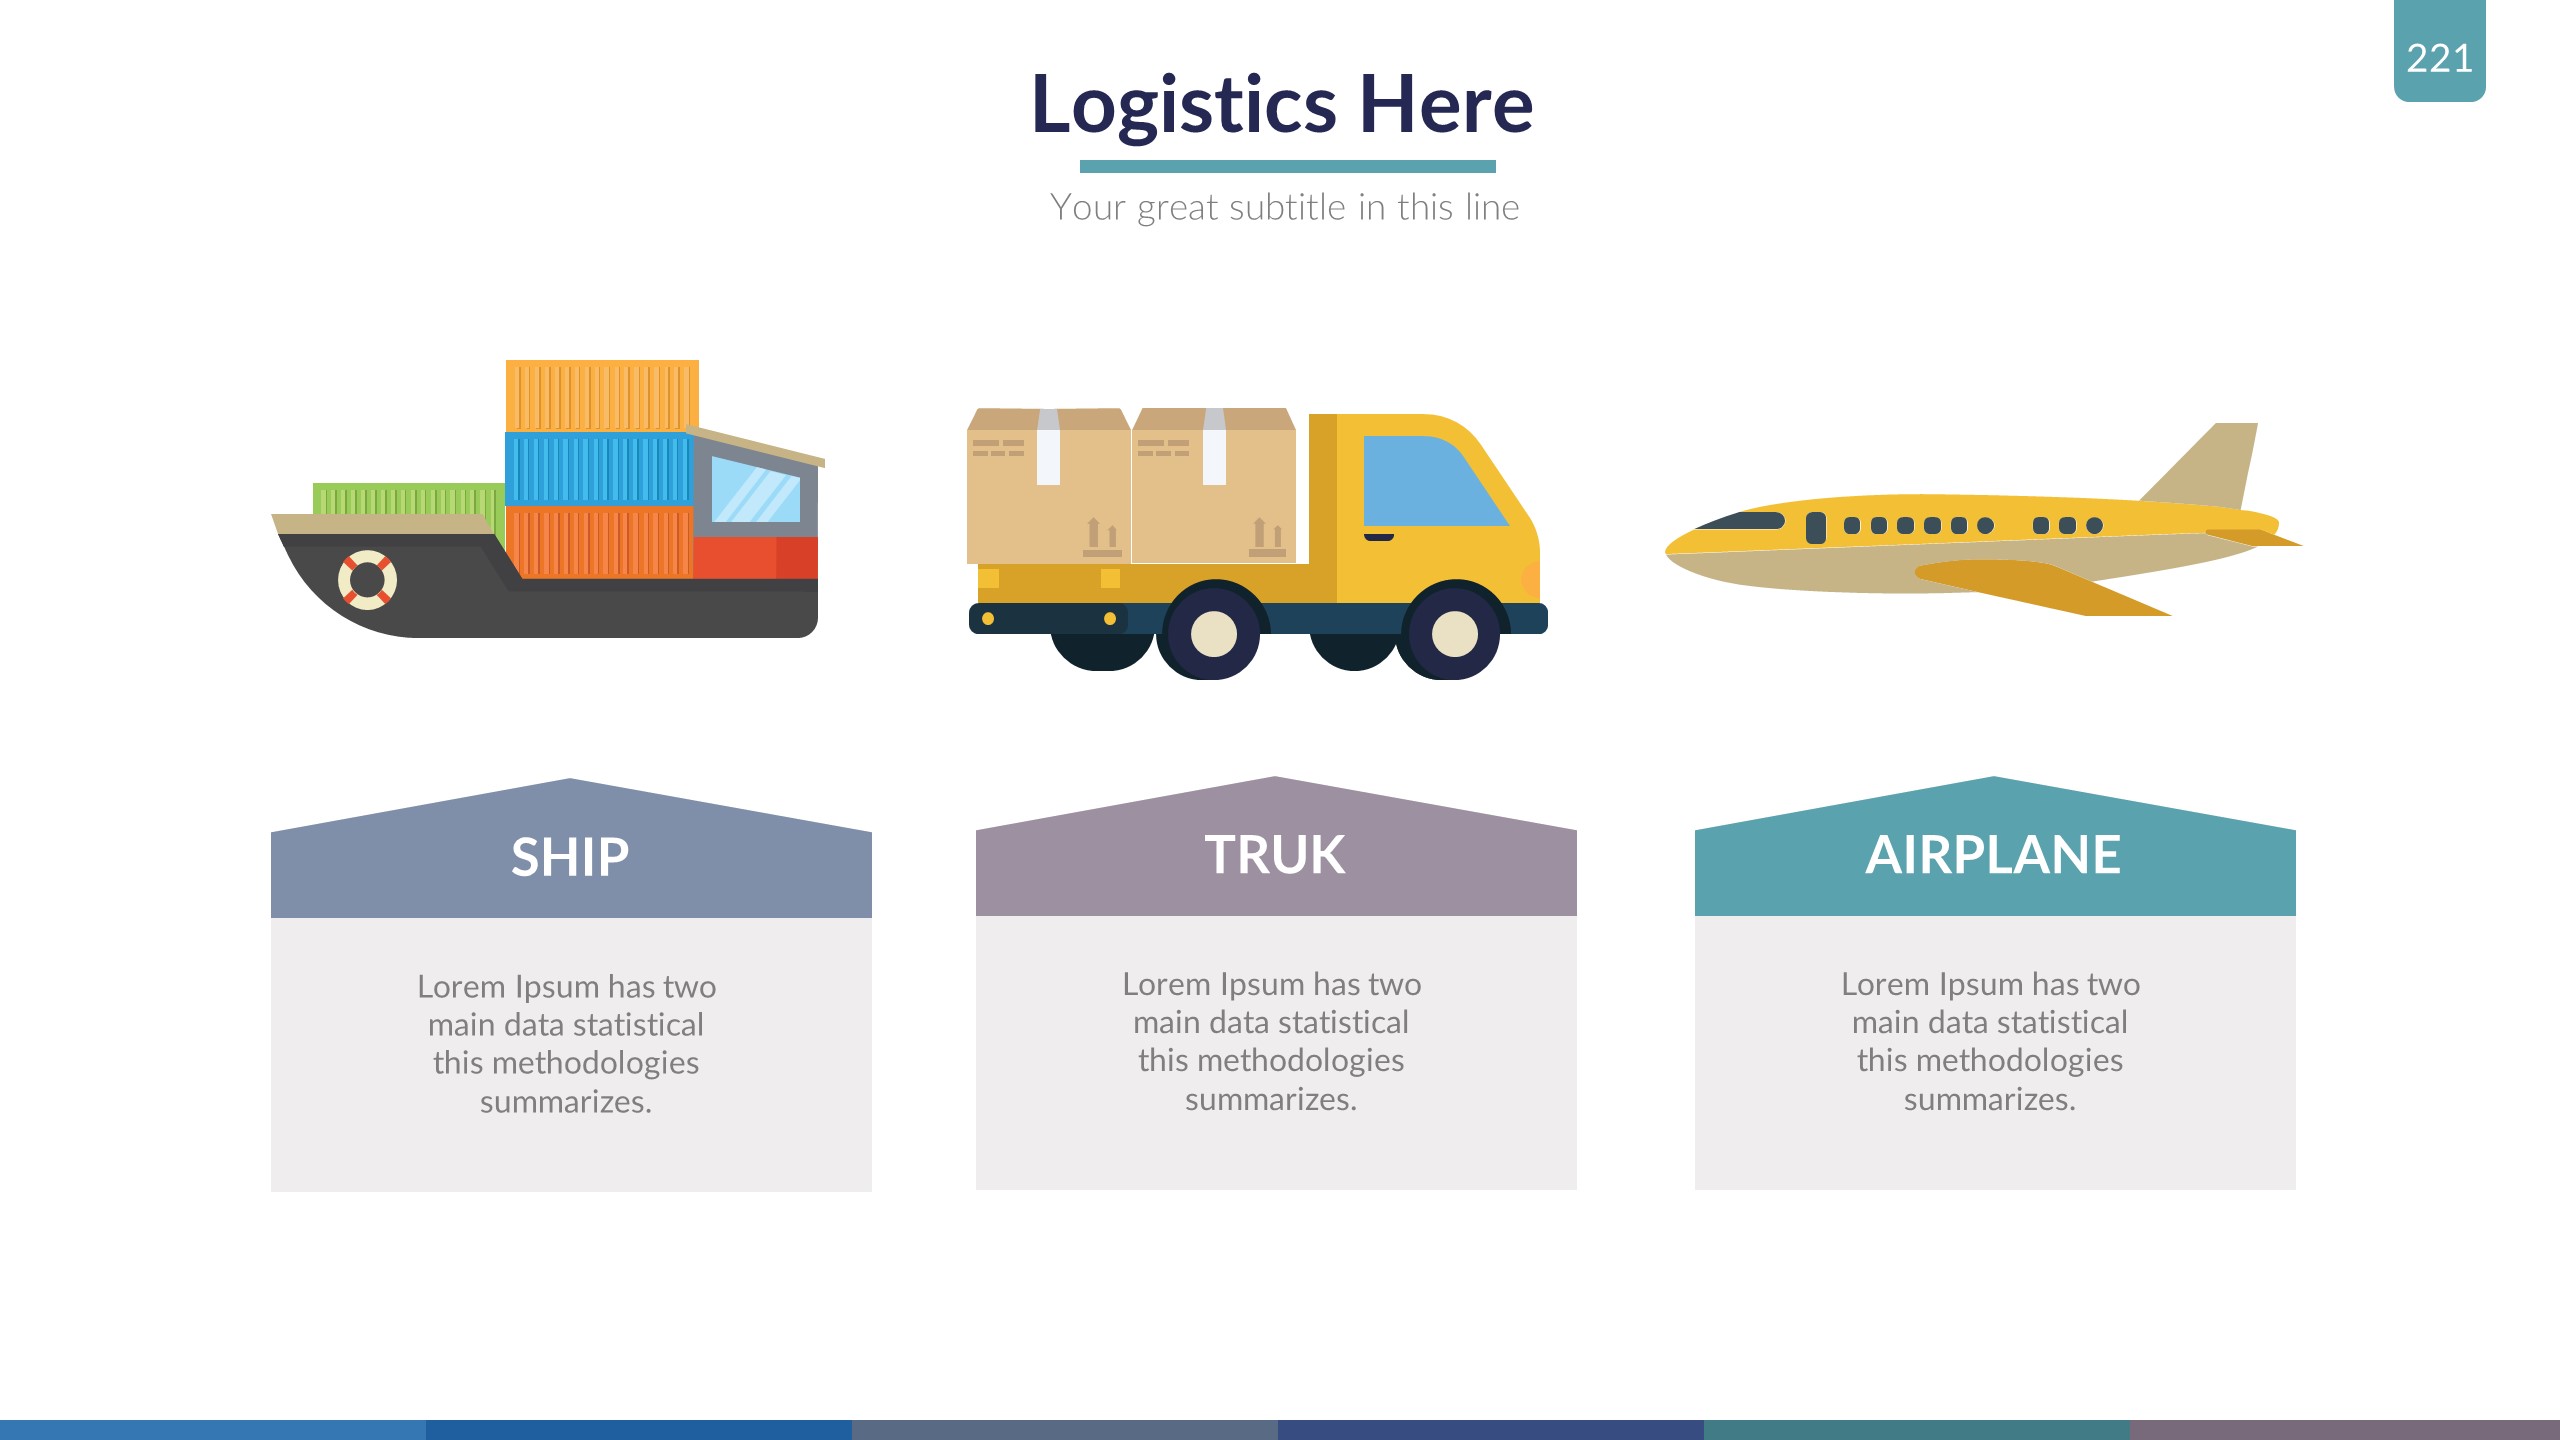 221
Logistics Here
Your great subtitle in this line
SHIP
Lorem Ipsum has two
main data statistical
this methodologies
summarizes.
TRUK
Lorem Ipsum has two
main data statistical
this methodologies
summarizes.
AIRPLANE
Lorem Ipsum has two
main data statistical
this methodologies
summarizes.